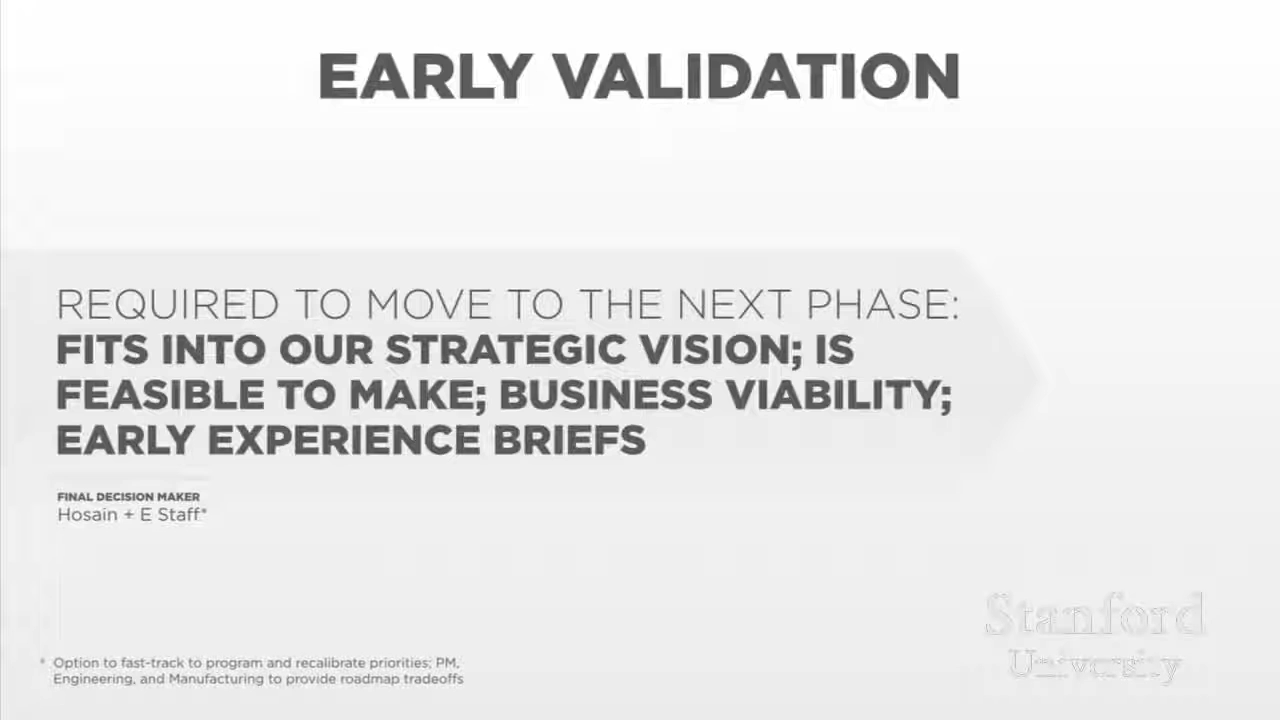 EARLY VALIDATION
REQUIRED TO MOVE TO THE NEXT PHASE:
FITS INTO OUR STRATEGIC VISION; IS
FEASIBLE TO MAKE; BUSINESS VIABILITY;
EARLY EXPERIENCE BRIEFS
FINAL DECISION MAKER
Hosain + E Staff*
* Option to fast-track to program and recalibrate priorities; PM,
Engineering, and Manufacturing to provide roadmap tradeoffs
Stanford
University